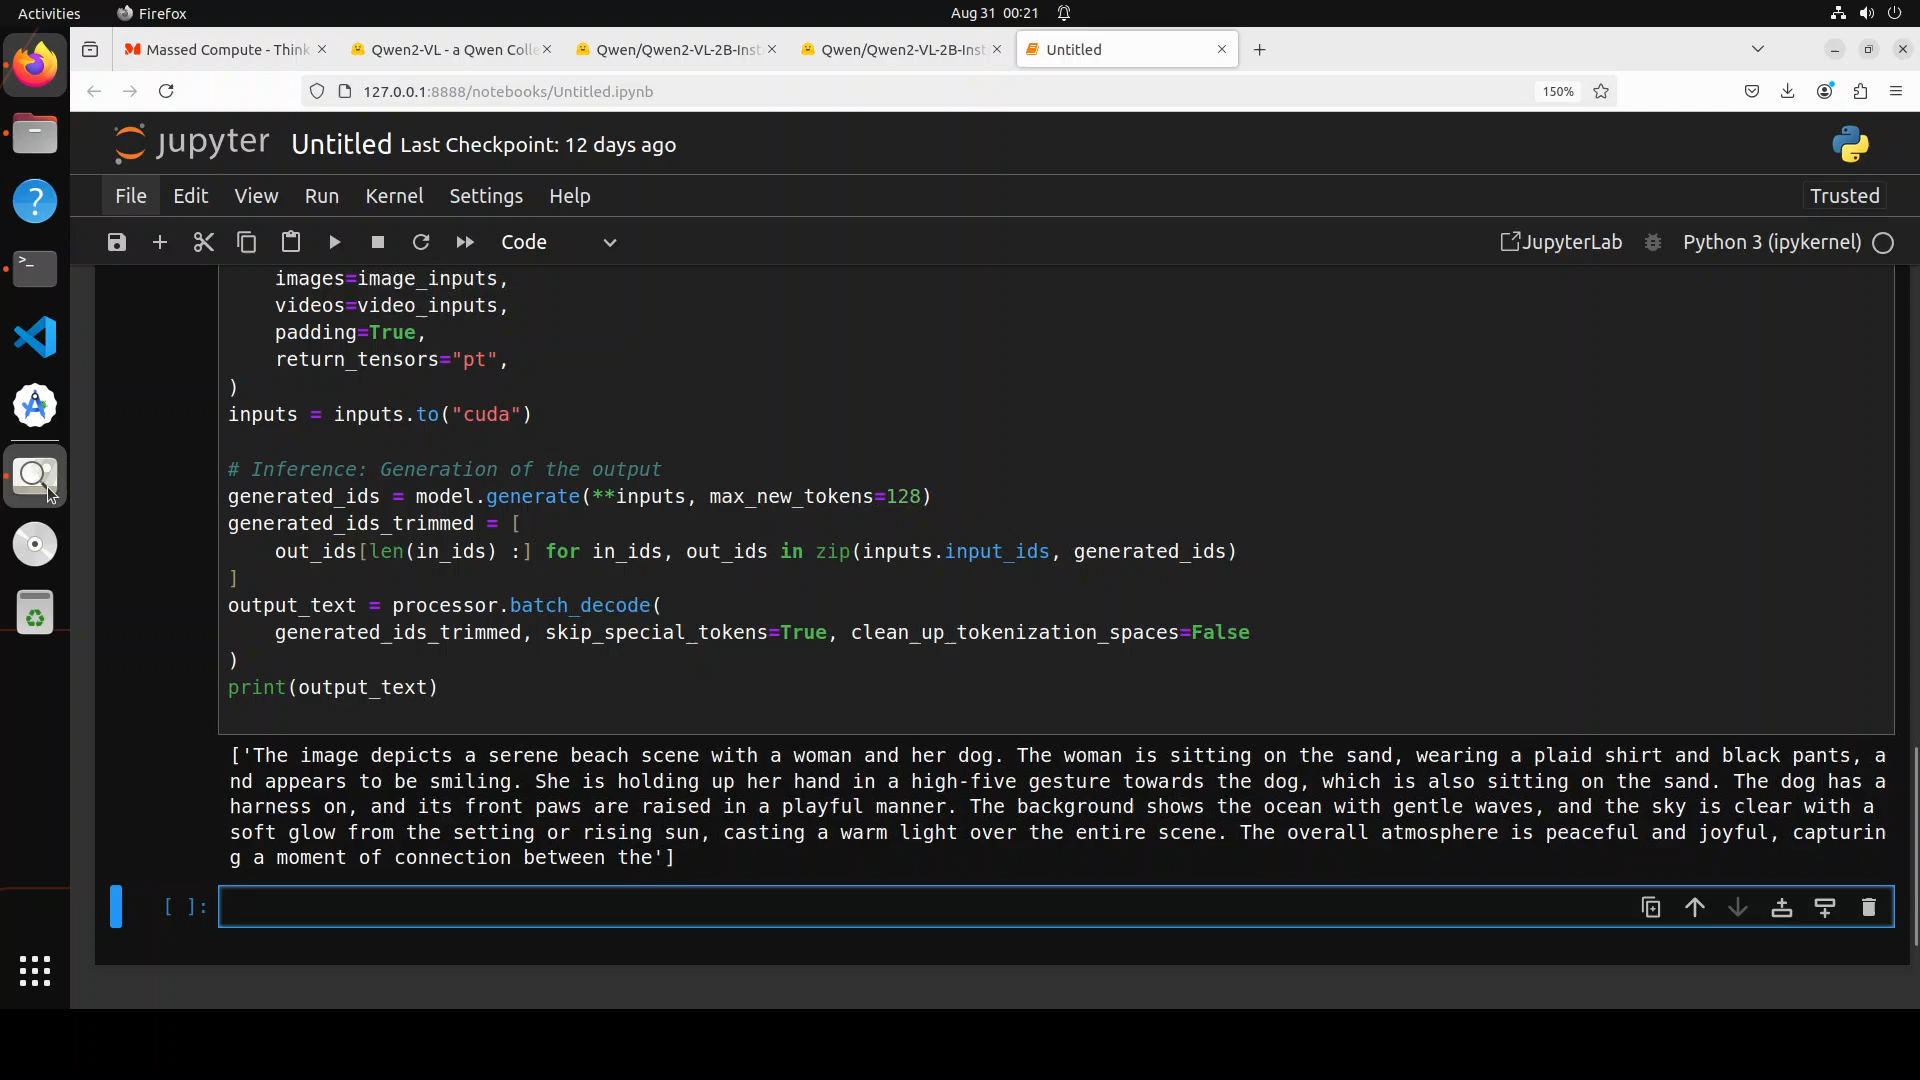 Activities
Firefox
Aug 31 00:21
Massed Compute - Think
Qwen2-VL - a Qwen Colle
Qwen/Qwen2-VL-2B-Inst
Qwen/Qwen2-VL-2B-Inst
Untitled
127.0.0.1:8888/notebooks/Untitled.ipynb
150%
jupyter Untitled Last Checkpoint: 12 days ago
File Edit View Run Kernel Settings Help
Trusted
Code
JupyterLab
Python 3 (ipykernel)
images=image_inputs,
videos=video_inputs,
padding=True,
return_tensors="pt",
)
inputs = inputs.to("cuda")
# Inference: Generation of the output
generated_ids = model.generate(**inputs, max_new_tokens=128)
generated_ids_trimmed = [
out_ids[len(in_ids) :] for in_ids, out_ids in zip(inputs.input_ids, generated_ids)
]
output_text = processor.batch_decode(
generated_ids_trimmed, skip_special_tokens=True, clean_up_tokenization_spaces=False
)
print(output_text)
['The image depicts a serene beach scene with a woman and her dog. The woman is sitting on the sand, wearing a plaid shirt and black pants, a
nd appears to be smiling. She is holding up her hand in a high-five gesture towards the dog, which is also sitting on the sand. The dog has a
harness on, and its front paws are raised in a playful manner. The background shows the ocean with gentle waves, and the sky is clear with a
soft glow from the setting or rising sun, casting a warm light over the entire scene. The overall atmosphere is peaceful and joyful, capturin
g a moment of connection between the']
[ ]: